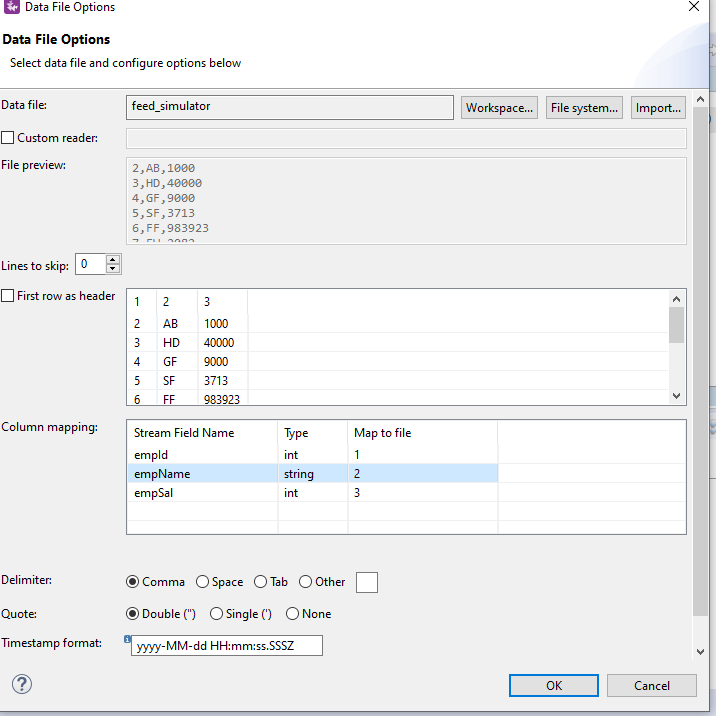 Data File Options
Data File Options
Select data file and configure options below
Data file: feed_simulator Workspace... File system... Import...
Custom reader:
File preview:
2,AB,1000
3,HD,40000
4,GF,9000
5,SF,3713
6,FF,983923
Lines to skip: 0
First row as header
1 2 3
2 AB 1000
3 HD 40000
4 GF 9000
5 SF 3713
6 FF 983923
Column mapping:
Stream Field Name Type Map to file
empId int 1
empName string 2
empSal int 3
Delimiter: Comma Space Tab Other
Quote: Double (") Single (') None
Timestamp format: yyyy-MM-dd HH:mm:ss.SSSZ
? OK Cancel